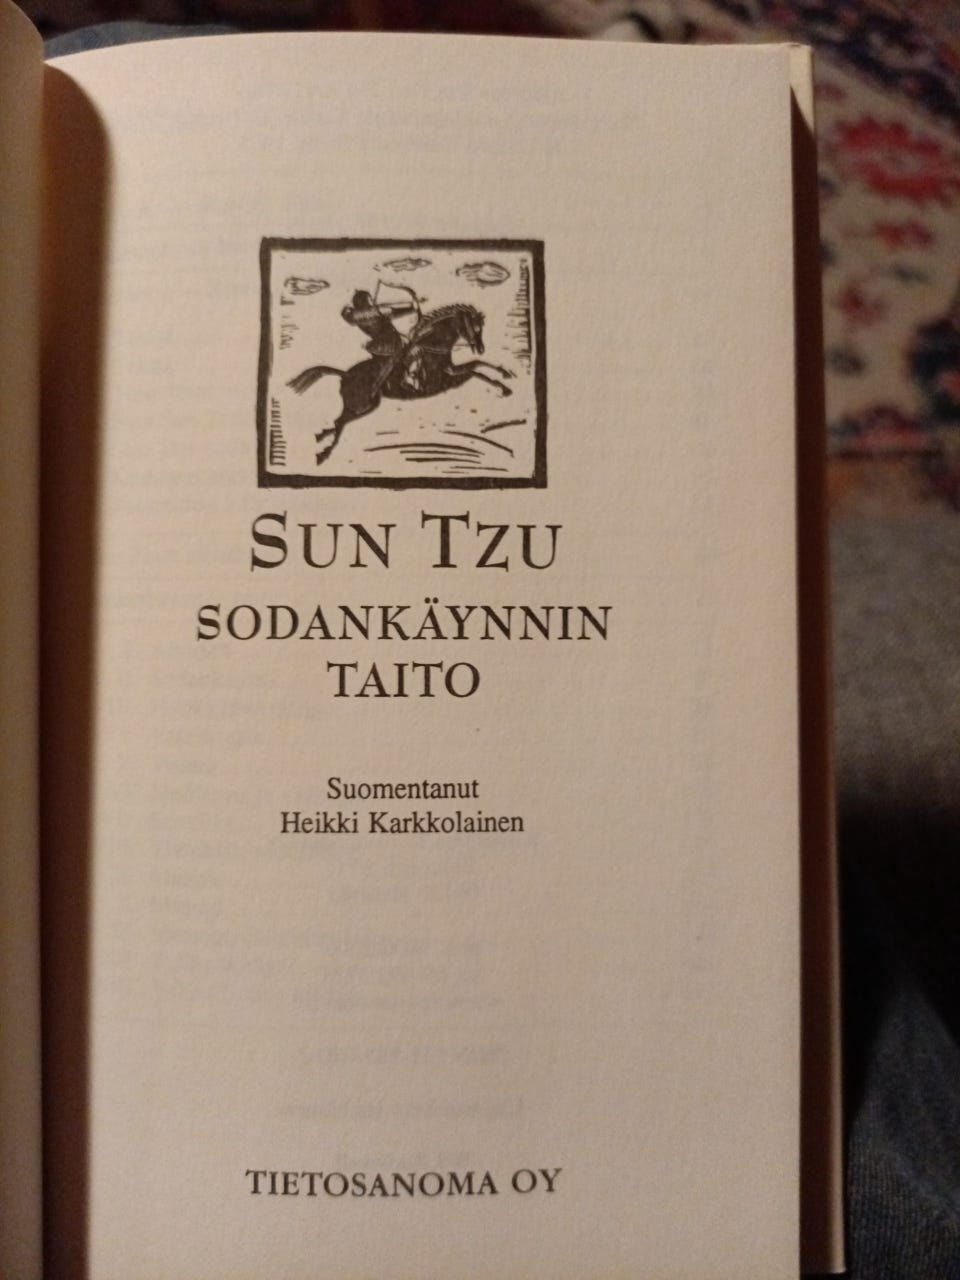 SUN TZU
SODANKÄYNNIN
TAITO
Suomentanut
Heikki Karkkolainen
TIETOSANOMA OY